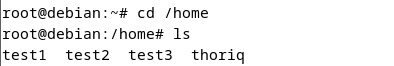 root@debian:~# cd /home
root@debian:/home# ls
test1  test2  test3  thoriq